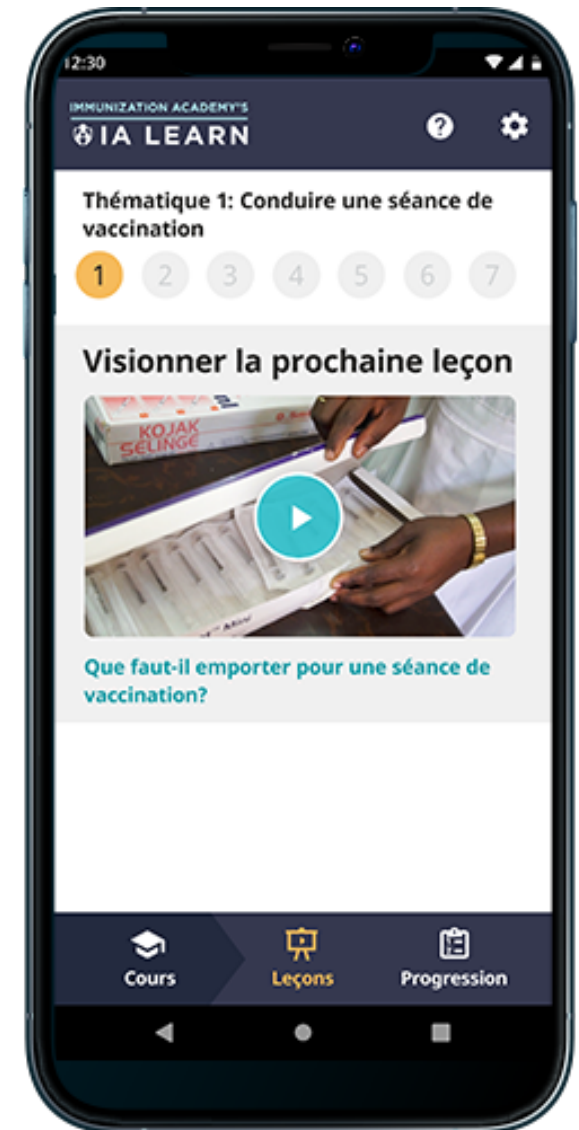 12:30
IMMUNIZATION ACADEMY'S
IA LEARN
Thématique 1: Conduire une séance de
vaccination
1 2 3 4 5 6 7
Visionner la prochaine leçon
KOJAK
SELINGE
Que faut-il emporter pour une séance de
vaccination?
Cours Leçons Progression